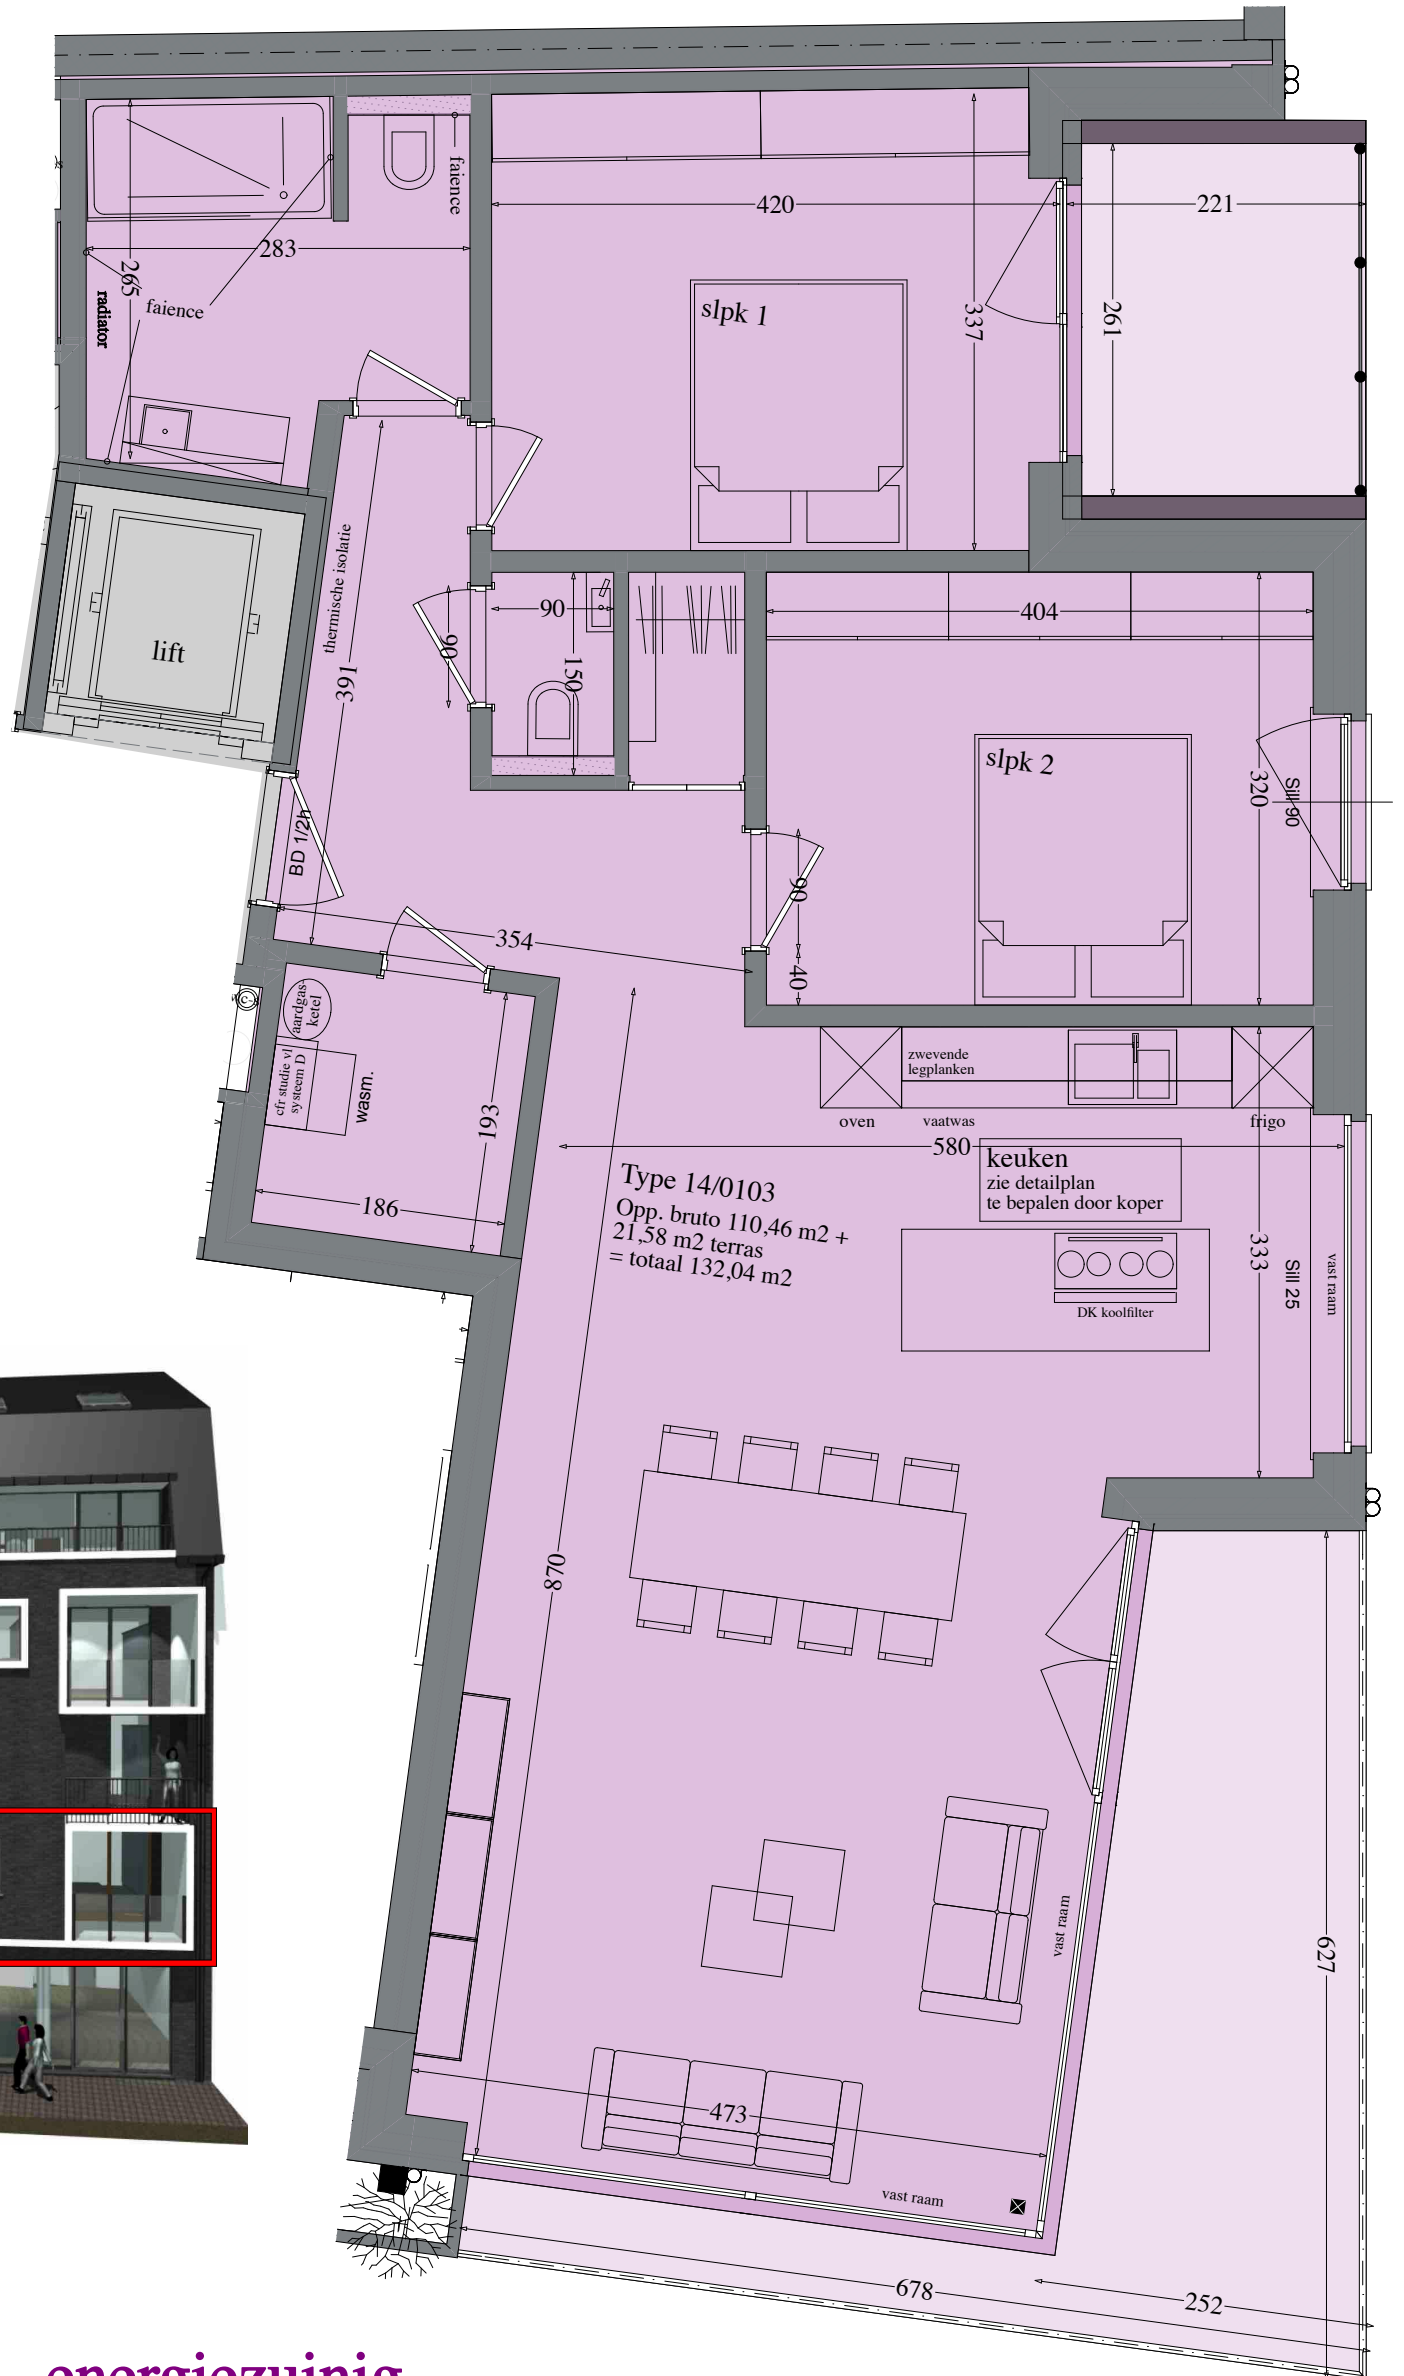 faience
420
221
283
265
radiator
faience
slpk 1
337
261
thermische isolatie
90
404
90
150
lift
391
slpk 2
320
Sill 90
BD 1/2h
90
354
40
aardgas-
ketel
cfr studie vl
systeem D
wasm.
193
186
zwevende
legplanken
oven
vaatwas
frigo
580
keuken
zie detailplan
te bepalen door koper
Type 14/0103
Opp. bruto 110,46 m2 +
21,58 m2 terras
= totaal 132,04 m2
333
Sill 25
vast raam
DK koolfilter
870
vast raam
627
473
vast raam
678
252
energiezuinig